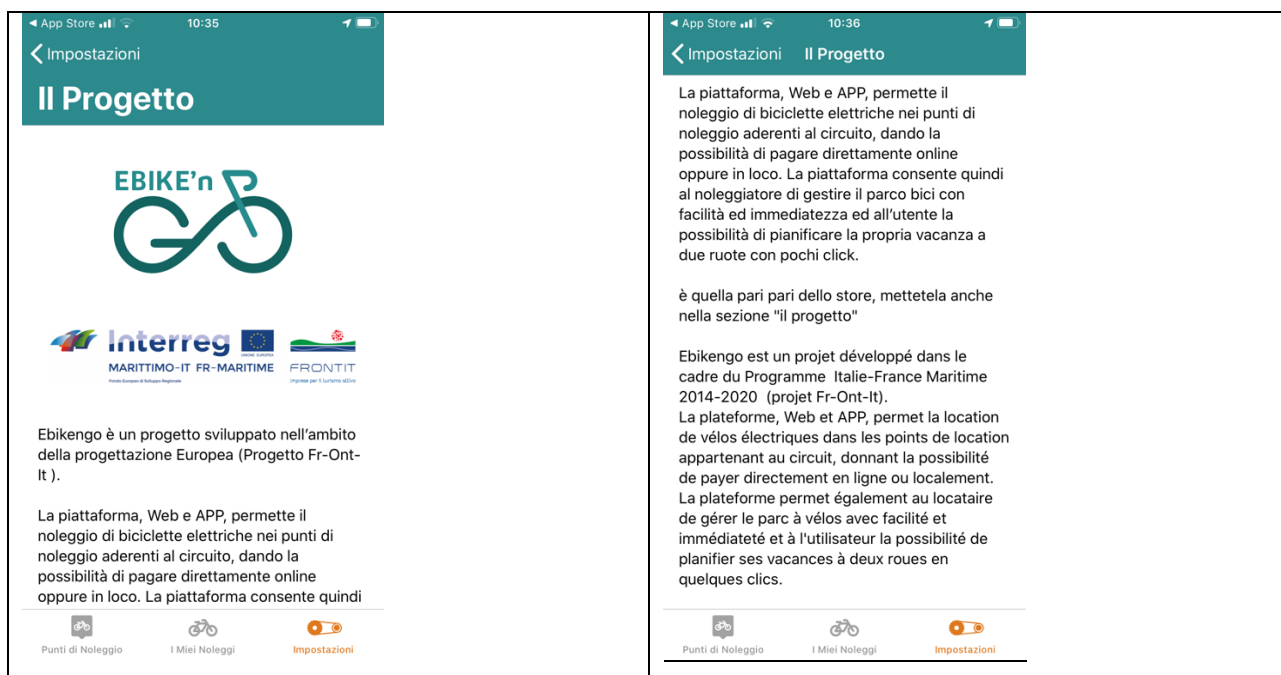 App Store 10:35
Impostazioni
Il Progetto
EBIKE'n
GO
Interreg
UNIONE EUROPEA
MARITTIMO-IT FR-MARITIME
Fondo Europeo di Sviluppo Regionale
FRONTIT
imprese per il turismo attivo
Ebikengo è un progetto sviluppato nell'ambito
della progettazione Europea (Progetto Fr-Ont-
It ).
La piattaforma, Web e APP, permette il
noleggio di biciclette elettriche nei punti di
noleggio aderenti al circuito, dando la
possibilità di pagare direttamente online
oppure in loco. La piattaforma consente quindi
Punti di Noleggio I Miei Noleggi Impostazioni
App Store 10:36
Impostazioni Il Progetto
La piattaforma, Web e APP, permette il
noleggio di biciclette elettriche nei punti di
noleggio aderenti al circuito, dando la
possibilità di pagare direttamente online
oppure in loco. La piattaforma consente quindi
al noleggiatore di gestire il parco bici con
facilità ed immediatezza ed all'utente la
possibilità di pianificare la propria vacanza a
due ruote con pochi click.
è quella pari pari dello store, mettetela anche
nella sezione "il progetto"
Ebikengo est un projet développé dans le
cadre du Programme  Italie-France Maritime
2014-2020  (projet Fr-Ont-It).
La plateforme, Web et APP, permet la location
de vélos électriques dans les points de location
appartenant au circuit, donnant la possibilité
de payer directement en ligne ou localement.
La plateforme permet également au locataire
de gérer le parc à vélos avec facilité et
immédiateté et à l'utilisateur la possibilité de
planifier ses vacances à deux roues en
quelques clics.
Punti di Noleggio I Miei Noleggi Impostazioni